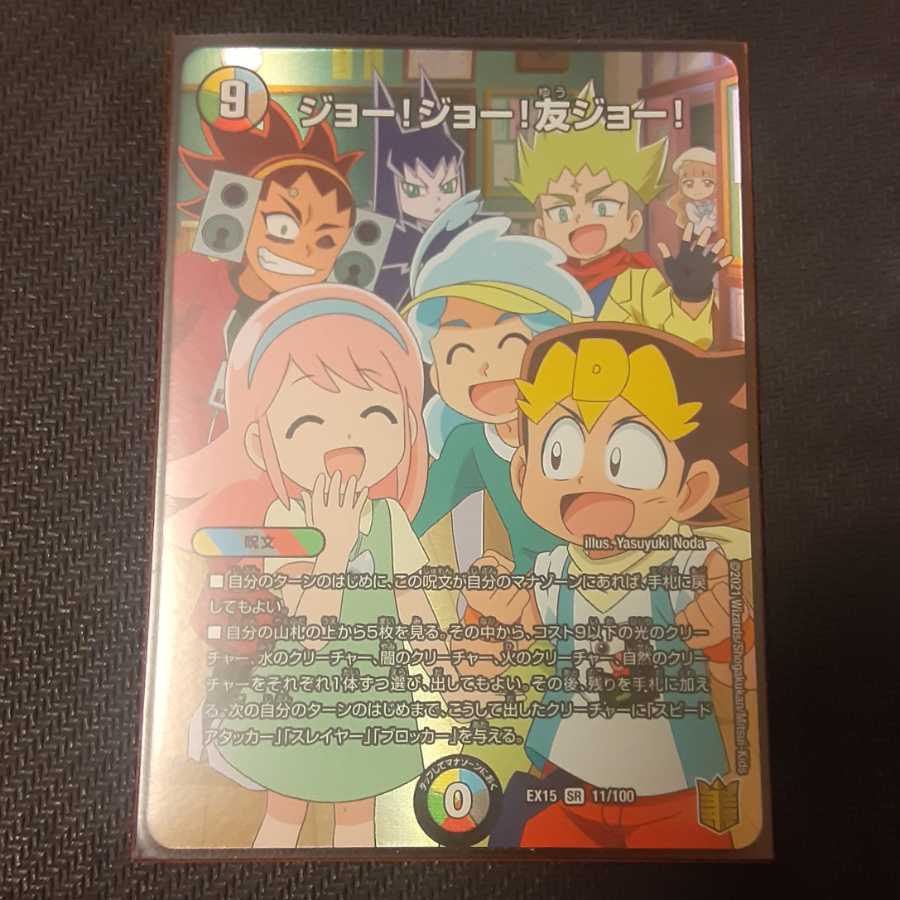 9
ジョー!ジョー!友ジョー!
ゆう
D
呪文
illus. Yasuyuki Noda
■自分のターンのはじめに、この呪文が自分のマナゾーンにあれば、手札に戻
してもよい。
■自分の山札の上から5枚を見る。その中から、コスト9以下の光のクリー
チャー、水のクリーチャー、闇のクリーチャー、火のクリーチャー、自然のクリー
チャーをそれぞれ1体ずつ選び、出してもよい。その後、残りを手札に加え
る。次の自分のターンのはじめまで、こうして出したクリーチャーに「スピード
アタッカー」「スレイヤー」「ブロッカー」を与える。
©2021 Wizards/Shogakukan/Mitsui-Kids
タップしてマナゾーンにおく
0
EX15 SR 11/100